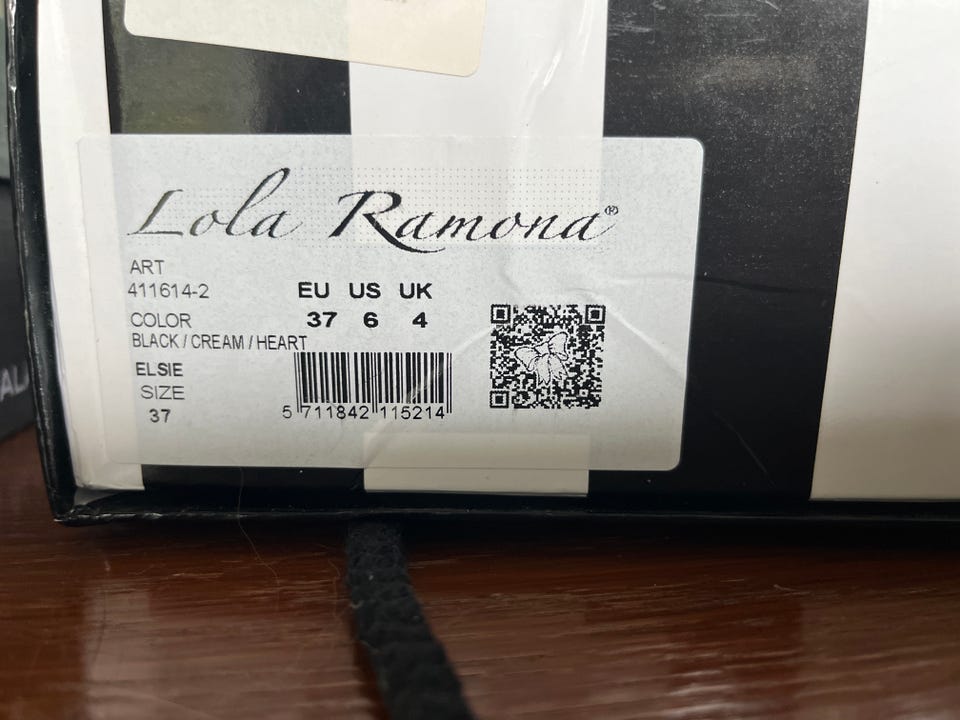 Lola Ramona®
ART
411614-2
EU US UK
COLOR
37 6 4
BLACK / CREAM / HEART
ELSIE
SIZE
37
5 711842 115214